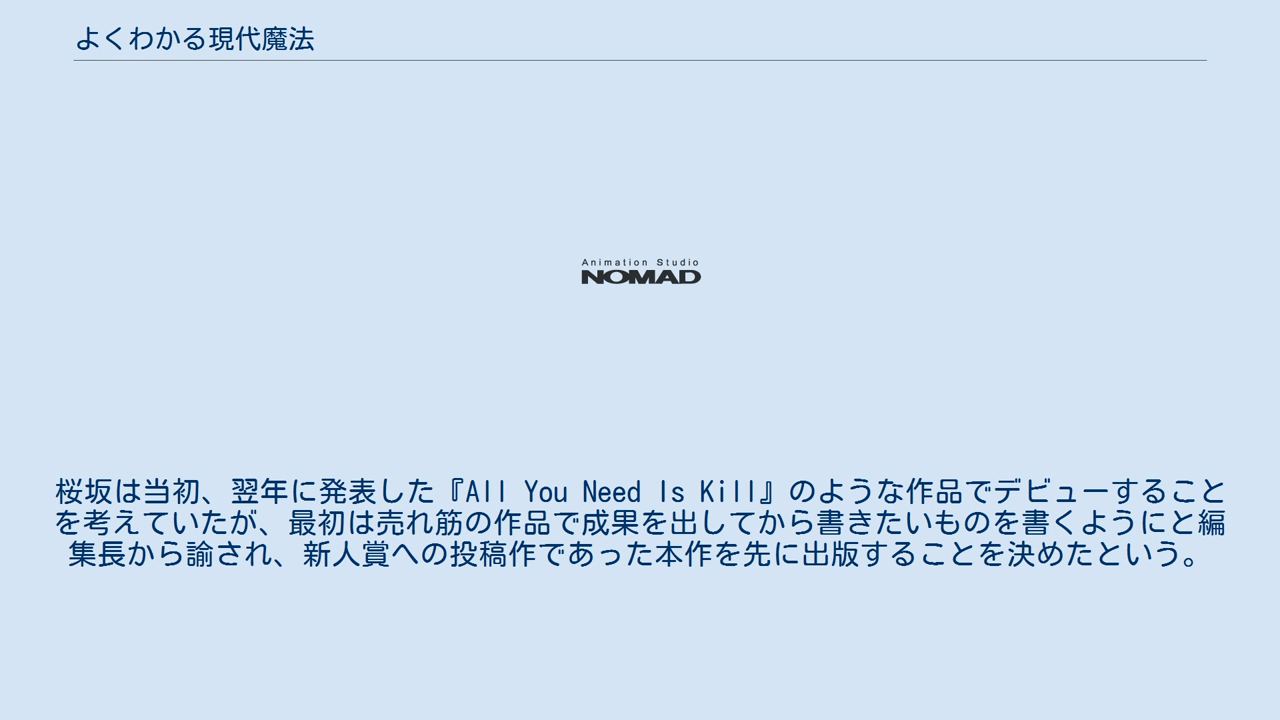 よくわかる現代魔法
Animation Studio
NOMAD
桜坂は当初、翌年に発表した『All You Need Is Kill』のような作品でデビューすること
を考えていたが、最初は売れ筋の作品で成果を出してから書きたいものを書くようにと編
集長から諭され、新人賞への投稿作であった本作を先に出版することを決めたという。